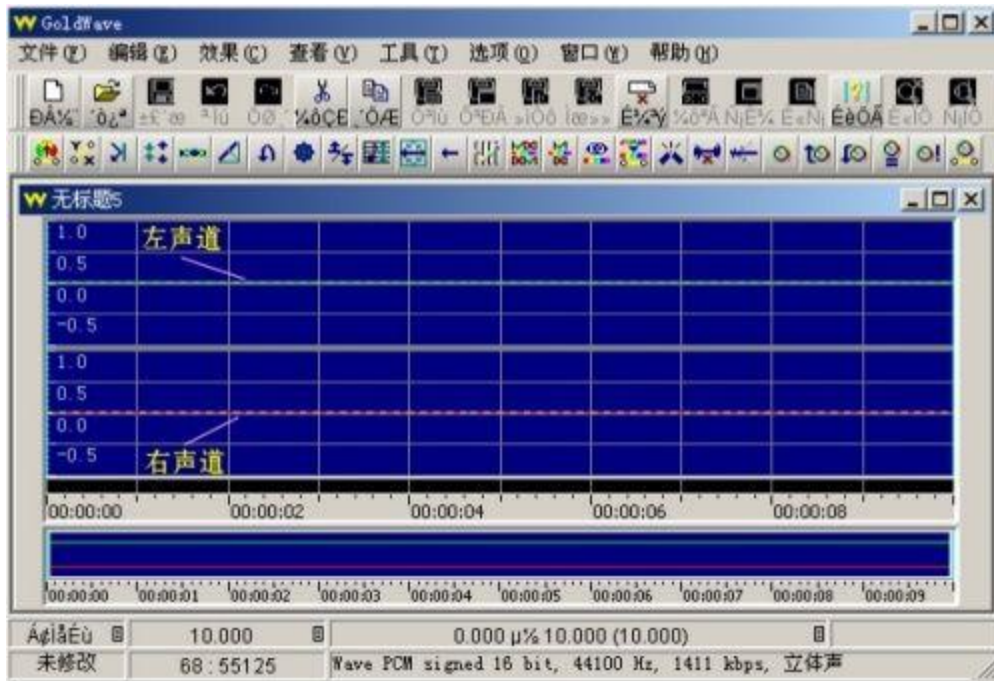 GoldWave
文件(F) 编辑(E) 效果(C) 查看(V) 工具(T) 选项(O) 窗口(W) 帮助(H)
无标题5
1.0
左声道
0.5
0.0
-0.5
1.0
0.5
0.0
-0.5
右声道
00:00:00 00:00:02 00:00:04 00:00:06 00:00:08
00:00:00 00:00:01 00:00:02 00:00:03 00:00:04 00:00:05 00:00:06 00:00:07 00:00:08 00:00:09
Á¢ÌåÉù 10.000 0.000 µ½ 10.000 (10.000)
未修改 68:55125 Wave PCM signed 16 bit, 44100 Hz, 1411 kbps, 立体声